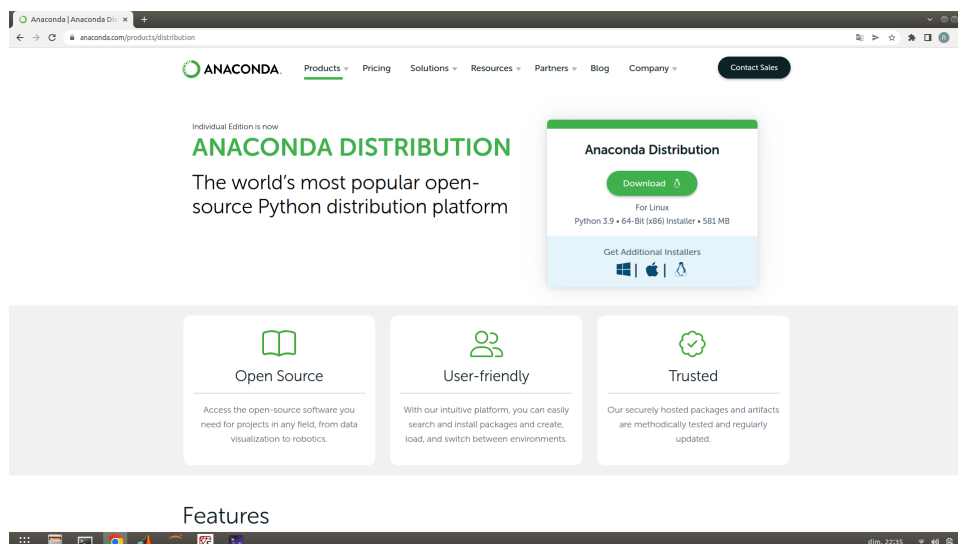 Anaconda | Anaconda Dis
anaconda.com/products/distribution
ANACONDA.
Products
Pricing
Solutions
Resources
Partners
Blog
Company
Contact Sales
Individual Edition is now
ANACONDA DISTRIBUTION
The world's most popular open-
source Python distribution platform
Anaconda Distribution
Download
For Linux
Python 3.9 • 64-Bit (x86) Installer • 581 MB
Get Additional Installers
Open Source
Access the open-source software you
need for projects in any field, from data
visualization to robotics.
User-friendly
With our intuitive platform, you can easily
search and install packages and create,
load, and switch between environments.
Trusted
Our securely hosted packages and artifacts
are methodically tested and regularly
updated.
Features
dim. 22:35